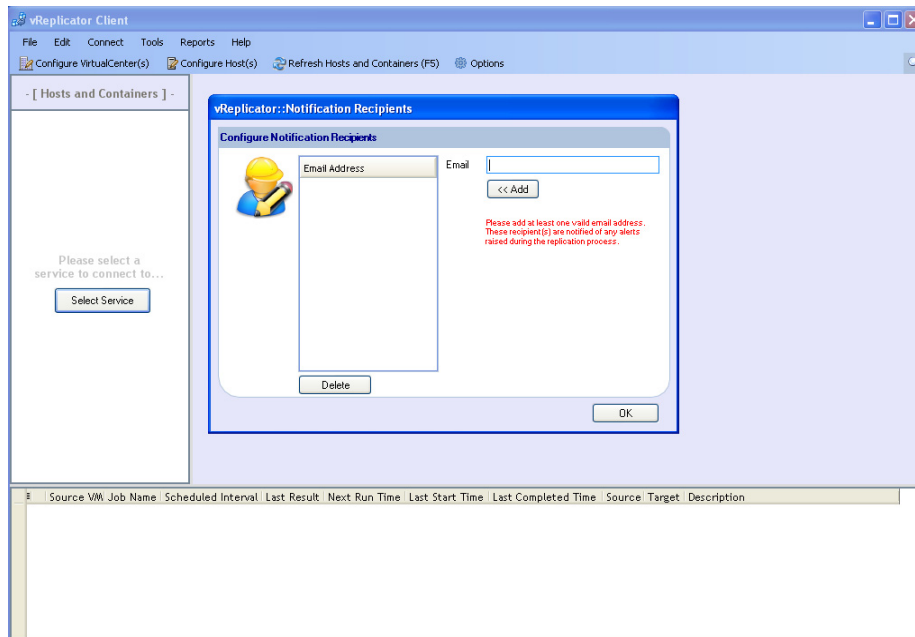 vReplicator Client
File Edit Connect Tools Reports Help
Configure VirtualCenter(s) Configure Host(s) Refresh Hosts and Containers (F5) Options
- [ Hosts and Containers ] -
Please select a
service to connect to...
Select Service
vReplicator::Notification Recipients
Configure Notification Recipients
Email Address
Email
<< Add
Please add at least one vaild email address.
These recipient(s) are notified of any alerts
raised during the replication process.
Delete
OK
Source VM Job Name Scheduled Interval Last Result Next Run Time Last Start Time Last Completed Time Source Target Description